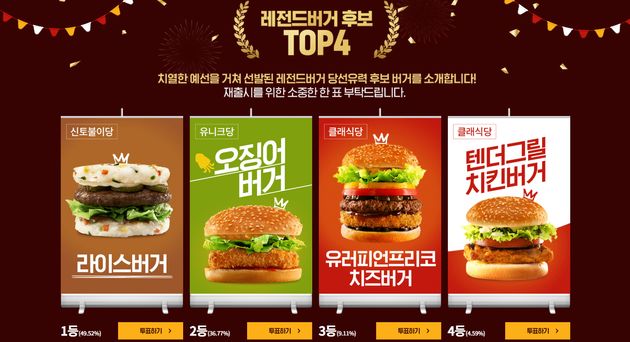 레전드버거 후보
TOP4
치열한 예선을 거쳐 선발된 레전드버거 당선유력 후보 버거를 소개합니다!
재출시를 위한 소중한 한 표 부탁드립니다.
신토불이당
라이스버거
유니크당
오징어
버거
클래식당
유러피언프리코
치즈버거
클래식당
텐더그릴
치킨버거
1등(49.52%) 투표하기 >
2등(36.77%) 투표하기 >
3등(9.11%) 투표하기 >
4등(4.59%) 투표하기 >